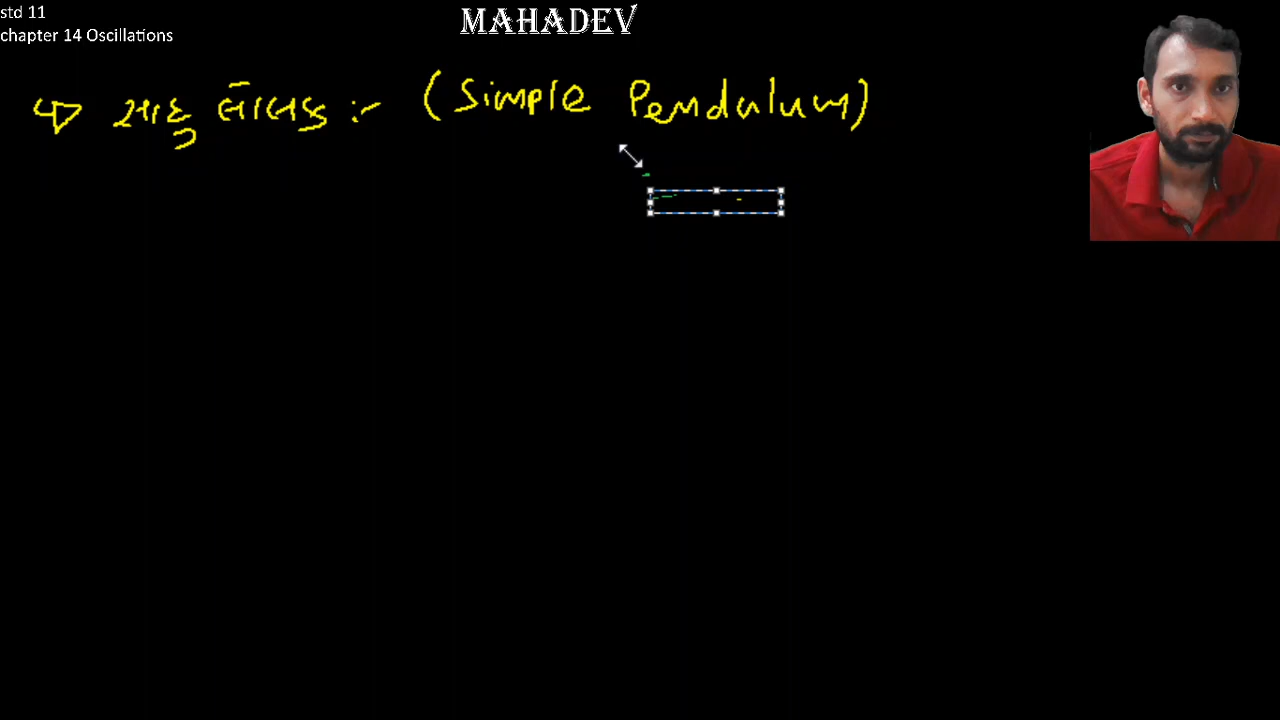 std 11
chapter 14 Oscillations
MAHADEV
સાદું લોલક :- (Simple Pendulum)